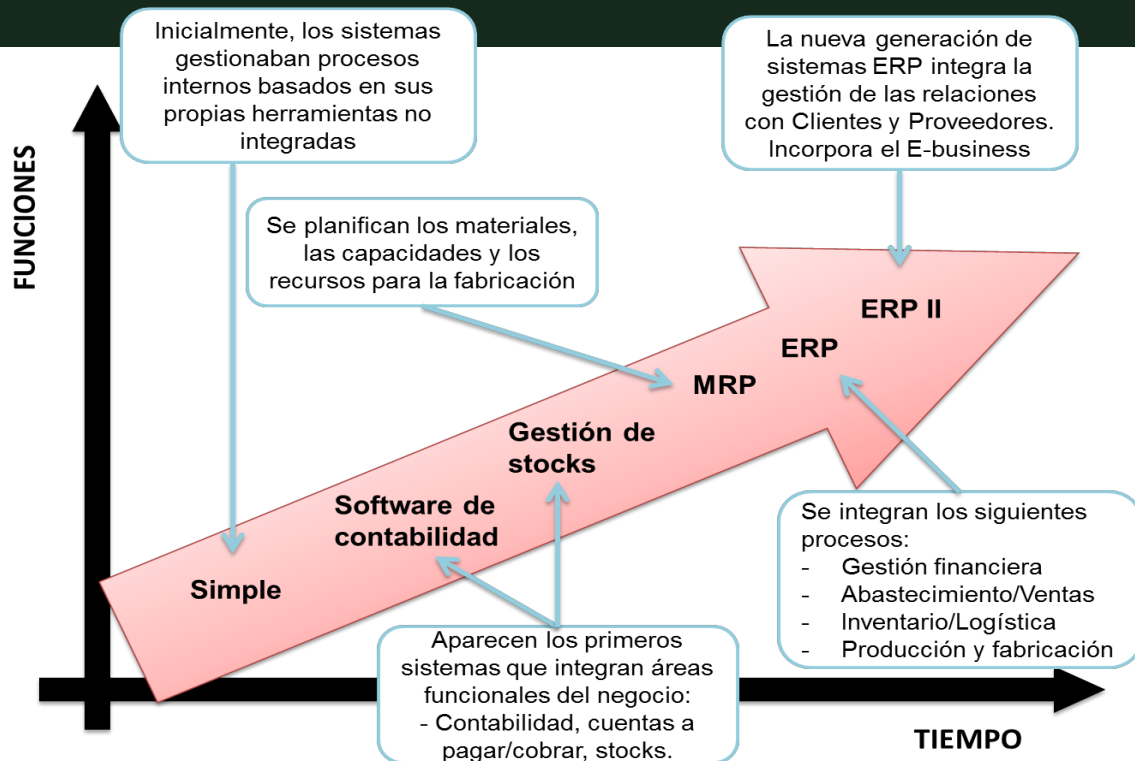 Inicialmente, los sistemas
gestionaban procesos
internos basados en sus
propias herramientas no
integradas
La nueva generación de
sistemas ERP integra la
gestión de las relaciones
con Clientes y Proveedores.
Incorpora el E-business
FUNCIONES
Se planifican los materiales,
las capacidades y los
recursos para la fabricación
ERP II
ERP
MRP
Gestión de
stocks
Software de
contabilidad
Simple
Se integran los siguientes
procesos:
- Gestión financiera
- Abastecimiento/Ventas
- Inventario/Logística
- Producción y fabricación
Aparecen los primeros
sistemas que integran áreas
funcionales del negocio:
- Contabilidad, cuentas a
pagar/cobrar, stocks.
TIEMPO